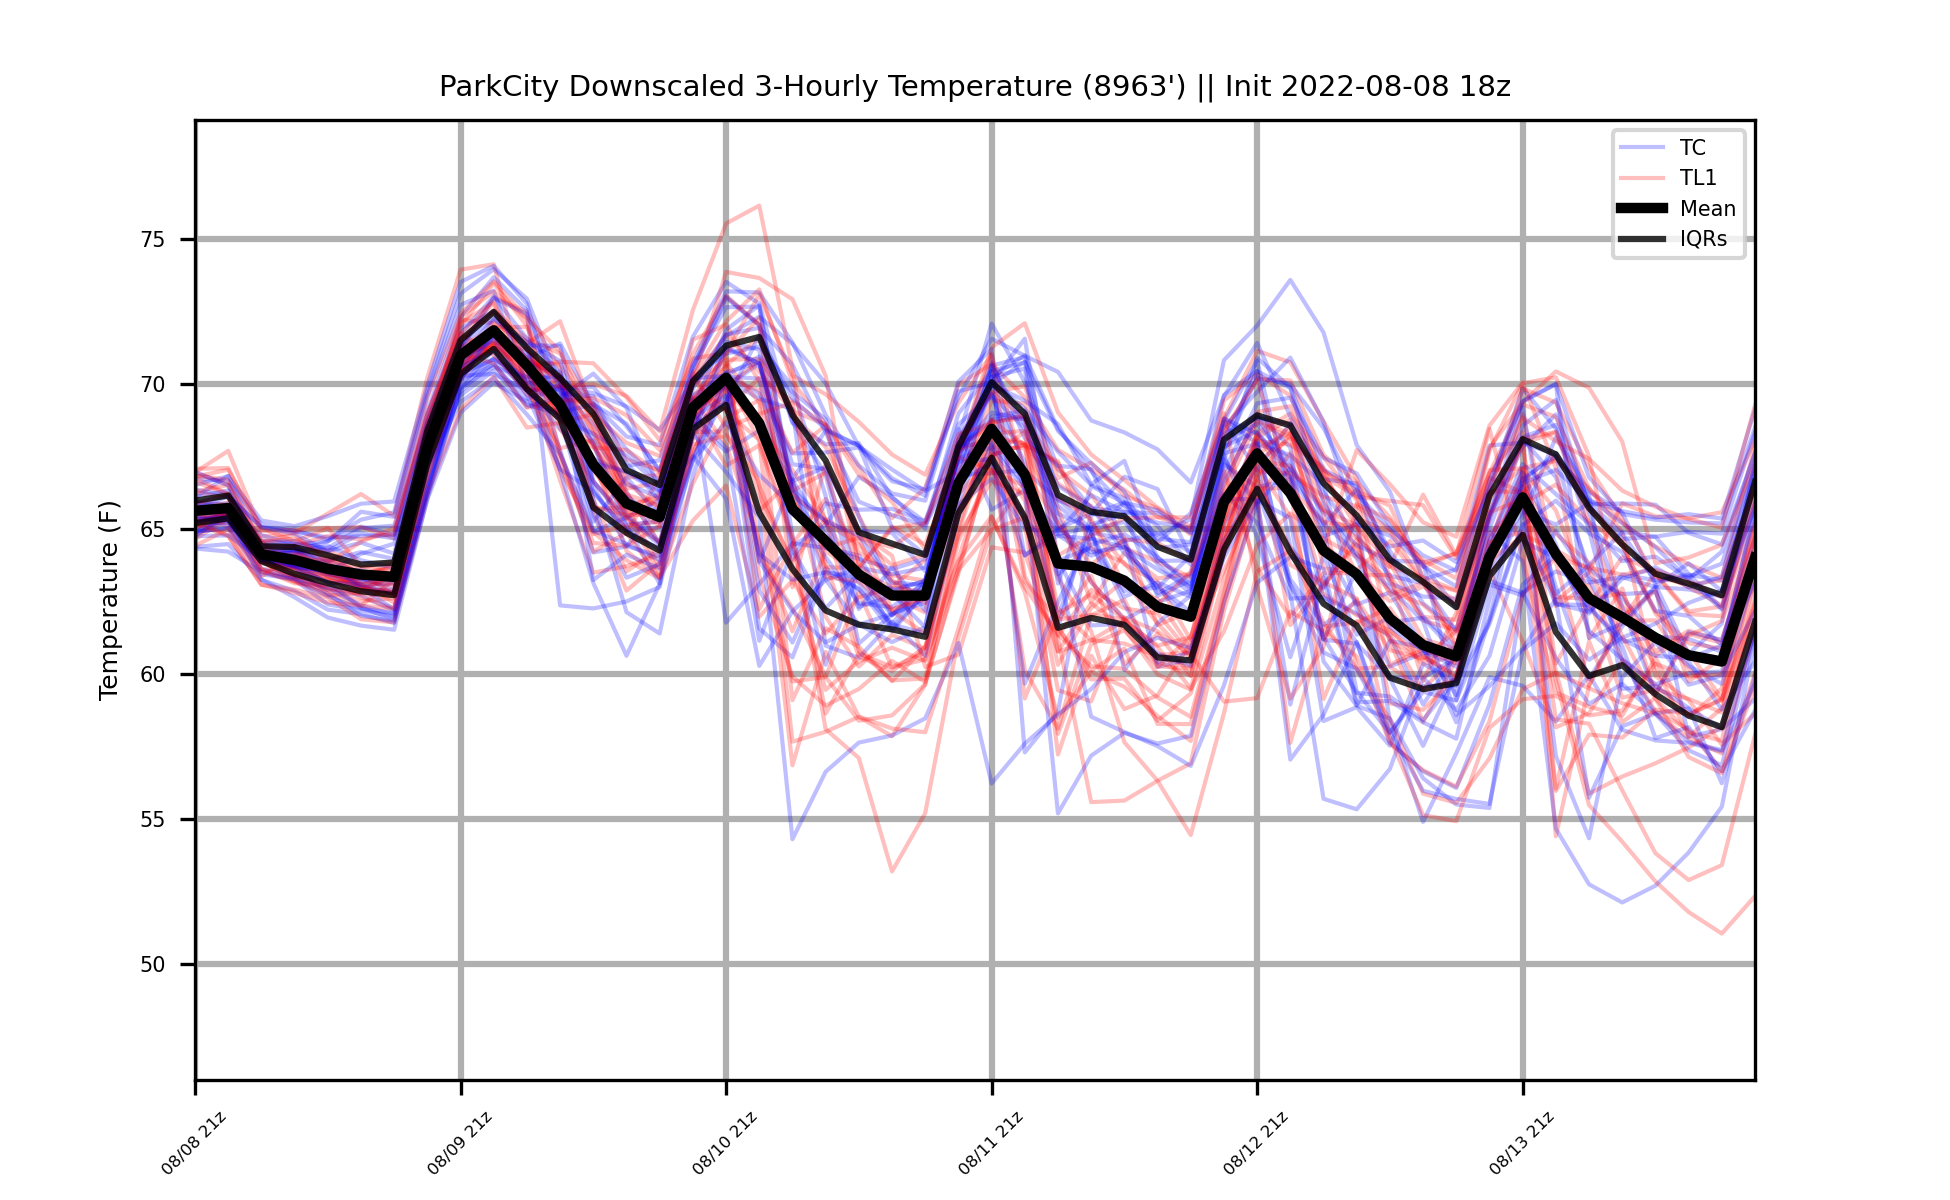 ParkCity Downscaled 3-Hourly Temperature (8963') || Init 2022-08-08 18z
TC
TL1
Mean
IQRs
Temperature (F)
75
70
65
60
55
50
08/08 21z
08/09 21z
08/10 21z
08/11 21z
08/12 21z
08/13 21z